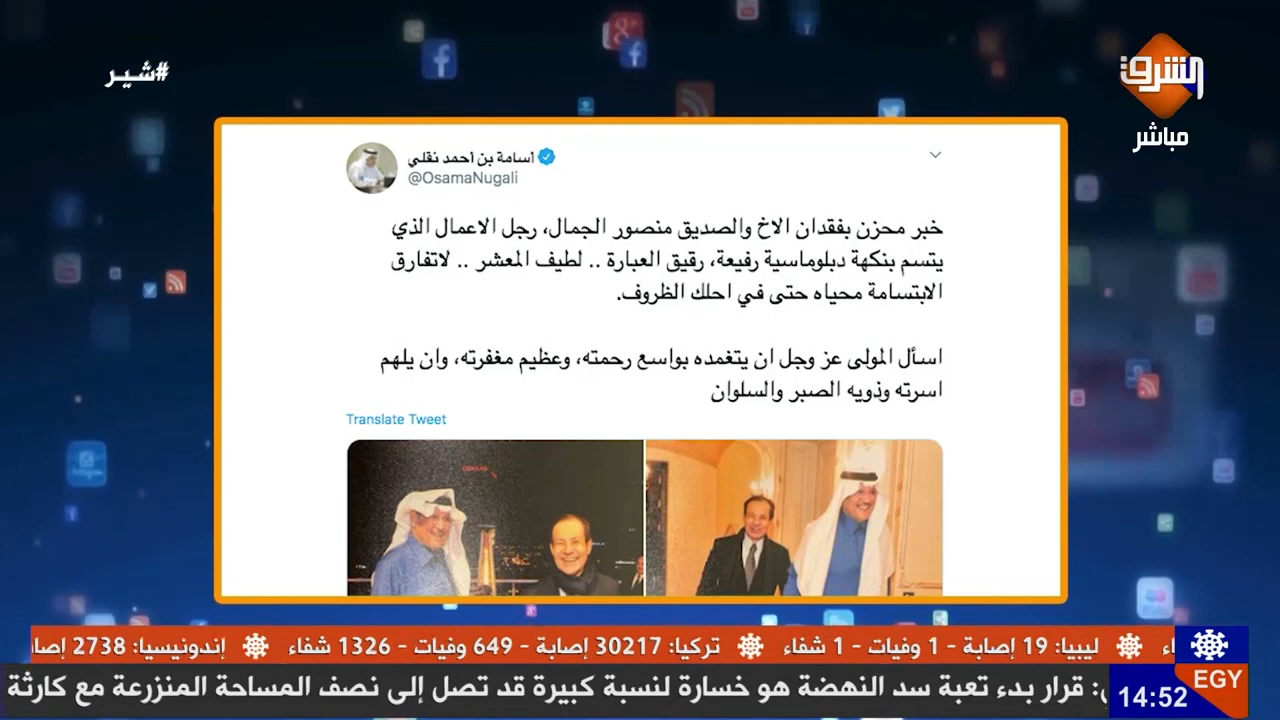 #شير
الشرق
مباشر
أسامة بن أحمد نقلي
@OsamaNugali
خبر محزن بفقدان الاخ والصديق منصور الجمال، رجل الاعمال الذي
يتسم بنكهة دبلوماسية رفيعة، رقيق العبارة .. لطيف المعشر .. لاتفارق
الابتسامة محياه حتى في احلك الظروف.
اسأل المولى عز وجل ان يتغمده بواسع رحمته، وعظيم مغفرته، وان يلهم
اسرته وذويه الصبر والسلوان
Translate Tweet
CONRAD
ليبيا: 19 إصابة - 1 وفيات - 1 شفاء تركيا: 30217 إصابة - 649 وفيات - 1326 شفاء إندونيسيا: 2738
قرار بدء تعبة سد النهضة هو خسارة لنسبة كبيرة قد تصل إلى نصف المساحة المنزرعة مع كارثة
EGY
14:52